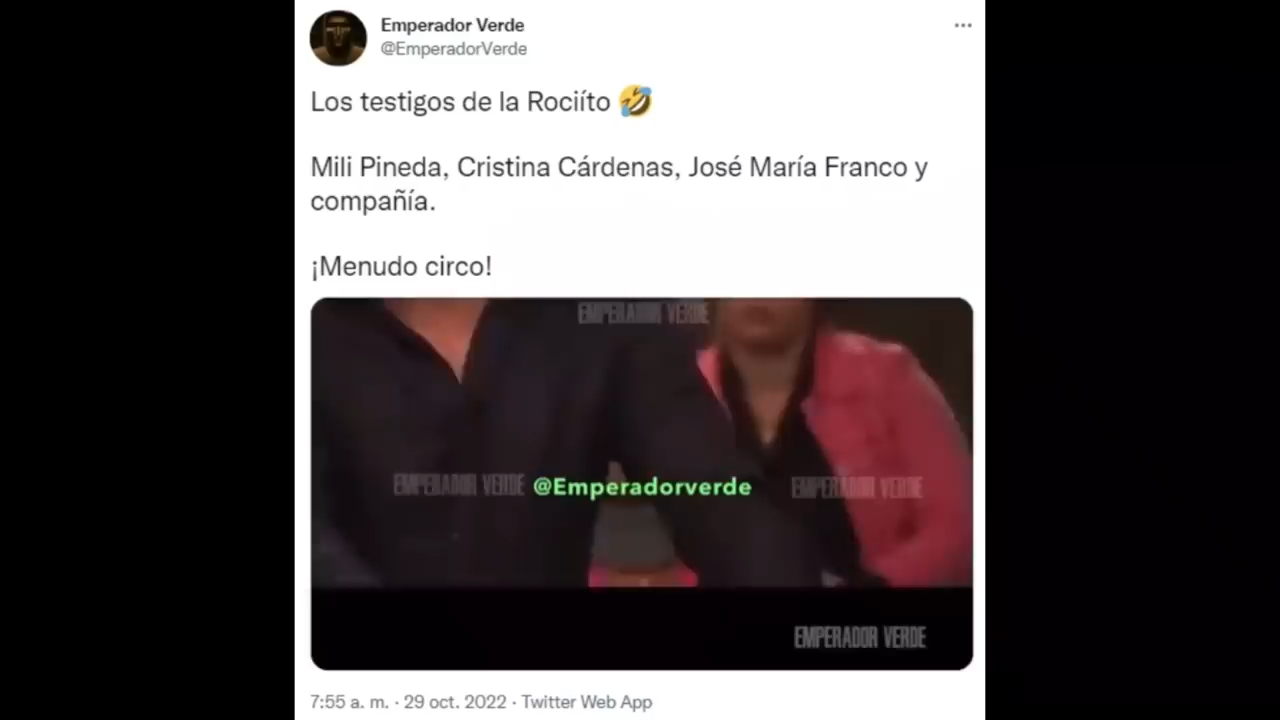 Emperador Verde
@EmperadorVerde
Los testigos de la Rociíto 🤣
Mili Pineda, Cristina Cárdenas, José María Franco y
compañía.
¡Menudo circo!
EMPERADOR VERDE
EMPERADOR VERDE @Emperadorverde EMPERADOR VERDE
EMPERADOR VERDE
7:55 a. m. · 29 oct. 2022 · Twitter Web App